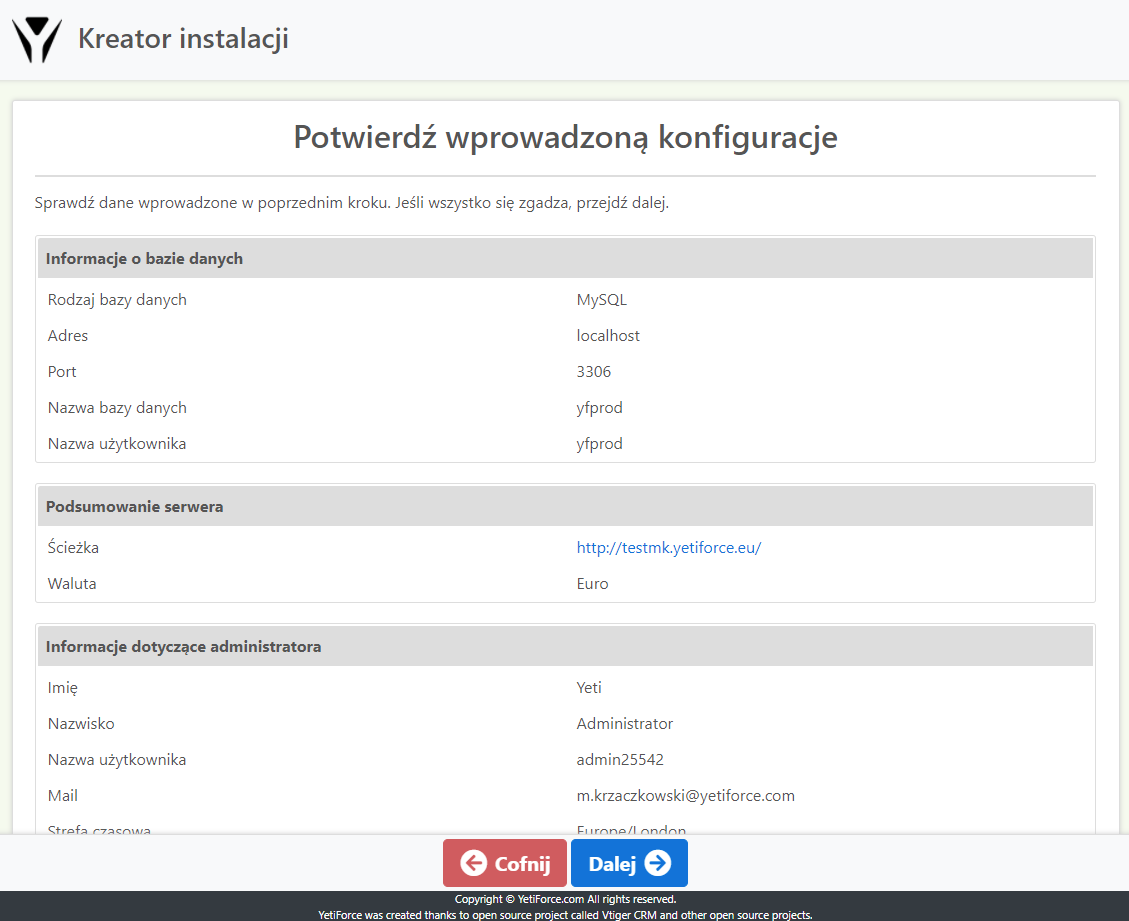 Kreator instalacji
Potwierdź wprowadzoną konfiguracje
Sprawdź dane wprowadzone w poprzednim kroku. Jeśli wszystko się zgadza, przejdź dalej.
Informacje o bazie danych
Rodzaj bazy danych MySQL
Adres localhost
Port 3306
Nazwa bazy danych yfprod
Nazwa użytkownika yfprod
Podsumowanie serwera
Ścieżka http://testmk.yetiforce.eu/
Waluta Euro
Informacje dotyczące administratora
Imię Yeti
Nazwisko Administrator
Nazwa użytkownika admin25542
Mail m.krzaczkowski@yetiforce.com
Strefa czasowa Europe/London
Cofnij Dalej
Copyright © YetiForce.com All rights reserved.
YetiForce was created thanks to open source project called Vtiger CRM and other open source projects.